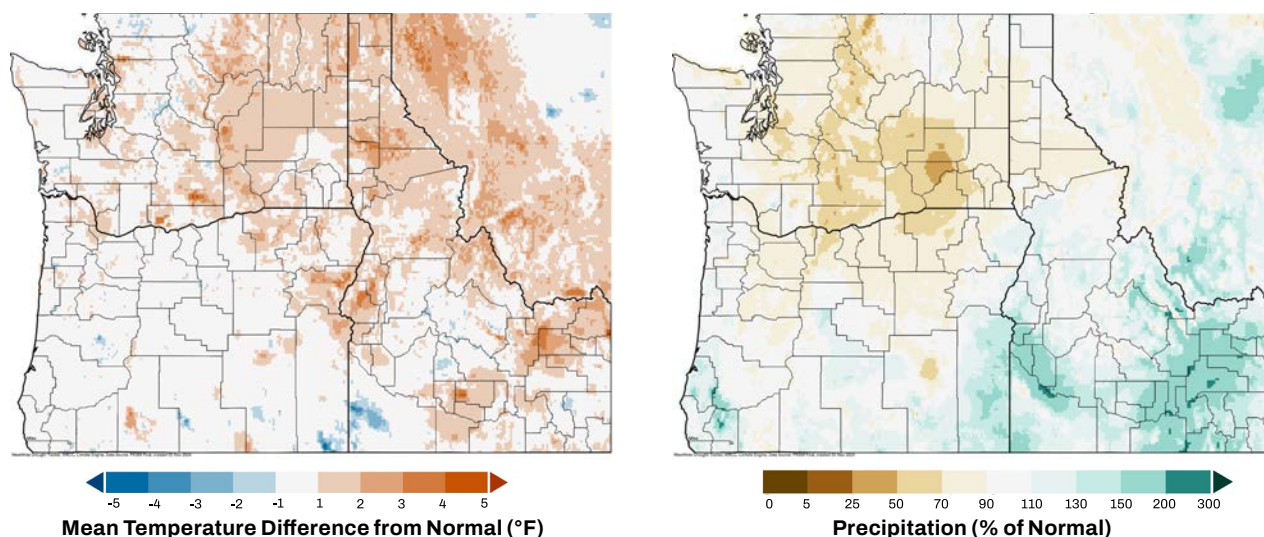 -5 -4 -3 -2 -1 1 2 3 4 5
Mean Temperature Difference from Normal (°F)
0 5 25 50 70 90 110 130 150 200 300
Precipitation (% of Normal)